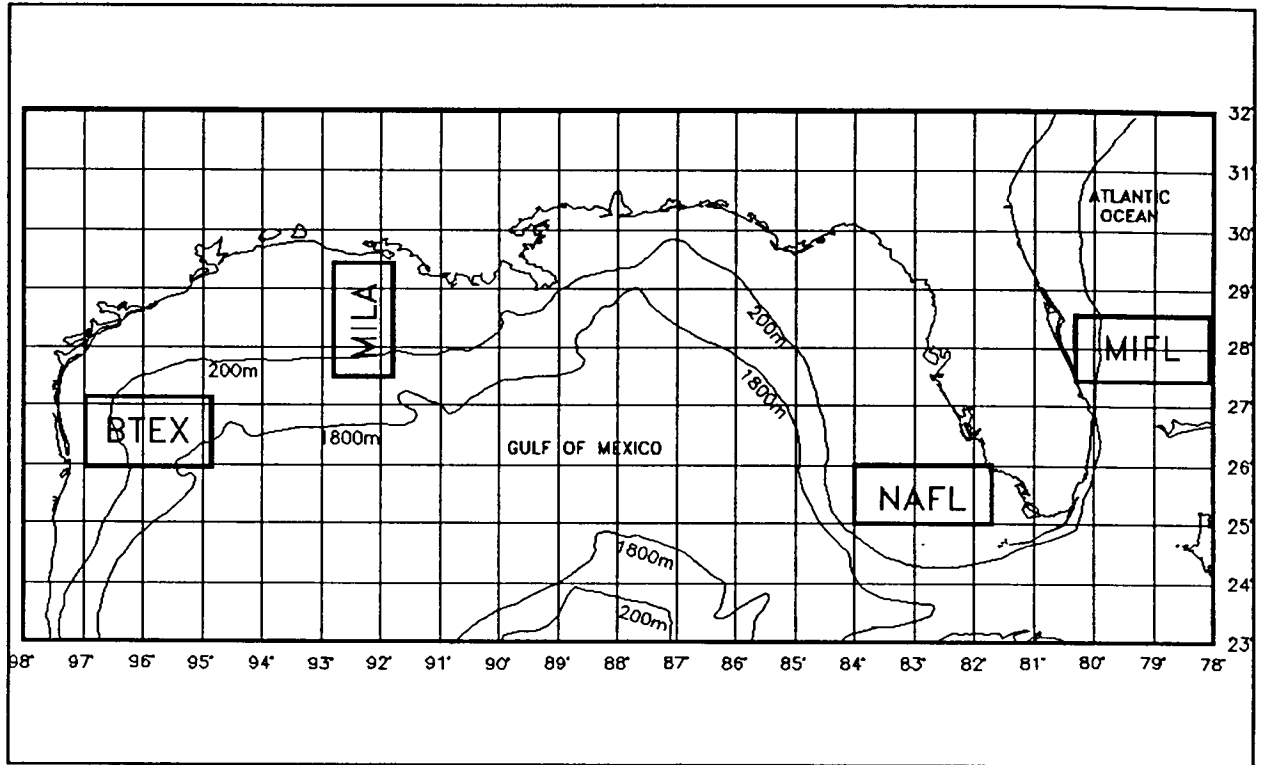 32°
31°
ATLANTIC
OCEAN
30°
29°
MILA
200m
28°
MIFL
200m
1800m
27°
BTEX
1800m
GULF OF MEXICO
26°
NAFL
25°
1800m
24°
200m
23°
98° 97° 96° 95° 94° 93° 92° 91° 90° 89° 88° 87° 86° 85° 84° 83° 82° 81° 80° 79° 78°